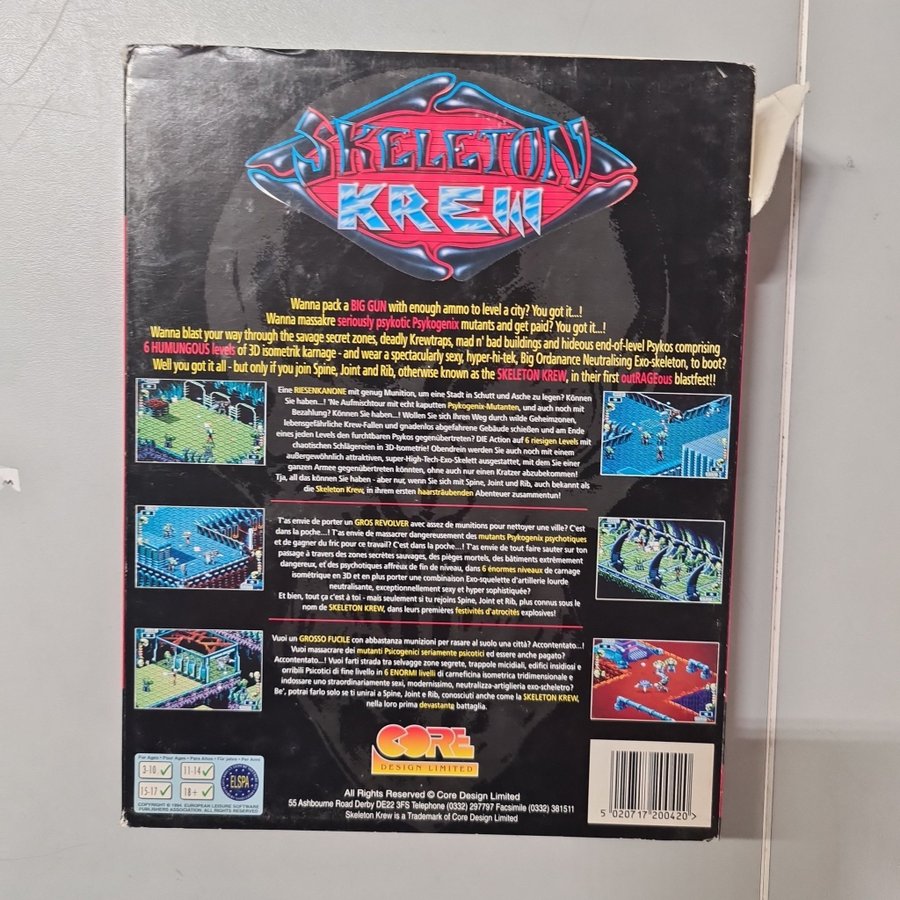 SKELETON
KREW
Wanna pack a BIG GUN with enough ammo to level a city? You got it...!
Wanna massakre seriously psykotic Psykogenix mutants and get paid? You got it...!
Wanna blast your way through the savage secret zones, deadly Krewtraps, mad n' bad buildings and hideous end-of-level Psykos comprising
6 HUMUNGOUS levels of 3D isometrik karnage - and wear a spectacularly sexy, hyper-hi-tek, Big Ordanance Neutralising Exo-skeleton, to boot?
Well you got it all - but only if you join Spine, Joint and Rib, otherwise known as the SKELETON KREW, in their first outRAGEous blastfest!!
Eine RIESENKANONE mit genug Munition, um eine Stadt in Schutt und Asche zu legen? Können
Sie haben...! 'Ne Aufmischtour mit echt kaputten Psykogenix-Mutanten, und auch noch mit
Bezahlung? Können Sie haben...! Wollen Sie sich Ihren Weg durch wilde Geheimzonen,
lebensgefährliche Krew-Fallen und gnadenlos abgefahrene Gebäude schießen und am Ende
eines jeden Levels den furchtbaren Psykos gegenübertreten? DIE Action auf 6 riesigen Levels mit
chaotischen Schlägereien in 3D-Isometrie! Obendrein werden Sie auch noch mit einem
außergewöhnlich attraktiven, super-High-Tech-Exo-Skelett ausgestattet, mit dem Sie einer
ganzen Armee gegenübertreten könnten, ohne auch nur einen Kratzer abzubekommen!
Tja, all das können Sie haben - aber nur, wenn Sie sich mit Spine, Joint und Rib, auch bekannt als
die Skeleton Krew, in ihrem ersten haarsträubenden Abenteuer zusammentun!
T'as envie de porter un GROS REVOLVER avec assez de munitions pour nettoyer une ville? C'est
dans la poche...! T'as envie de massacrer dangereusement des mutants Psykogenix psychotiques
et de gagner du fric pour ce travail? C'est dans la poche...! T'as envie de tout faire sauter sur ton
passage à travers des zones secrètes sauvages, des pièges mortels, des bâtiments extrêmement
dangereux, et des psychotiques affreux de fin de niveau, dans 6 énormes niveaux de carnage
isométrique en 3D et en plus porter une combinaison Exo-squelette d'artillerie lourde
neutralisante, exceptionnellement sexy et hyper sophistiquée?
Et bien, tout ça c'est à toi - mais seulement si tu rejoins Spine, Joint et Rib, plus connus sous le
nom de SKELETON KREW, dans leurs premières festivités d'atrocités explosives!
Vuoi un GROSSO FUCILE con abbastanza munizioni per rasare al suolo una città? Accontentato...!
Vuoi massacrare dei mutanti Psicogenici seriamente psicotici ed essere anche pagato?
Accontentato...! Vuoi farti strada tra selvagge zone segrete, trappole micidiali, edifici insidiosi e
orribili Psicotici di fine livello in 6 ENORMI livelli di carneficina isometrica tridimensionale e
indossare uno straordinariamente sexi, modernissimo, neutralizza-artiglieria exo-scheletro?
Be', potrai farlo solo se ti unirai a Spine, Joint e Rib, conosciuti anche come la SKELETON KREW,
nella loro prima devastante battaglia.
CORE
DESIGN LIMITED
For Ages • Pour Ages • Para Años • Für Jahre • Per Anni
3-10 11-14
15-17 18+
ELSPA
COPYRIGHT © 1994. EUROPEAN LEISURE SOFTWARE
PUBLISHERS ASSOCIATION. ALL RIGHTS RESERVED
All Rights Reserved © Core Design Limited
55 Ashbourne Road Derby DE22 3FS Telephone (0332) 297797 Facsimile (0332) 381511
Skeleton Krew is a Trademark of Core Design Limited
5 020717 200420 >